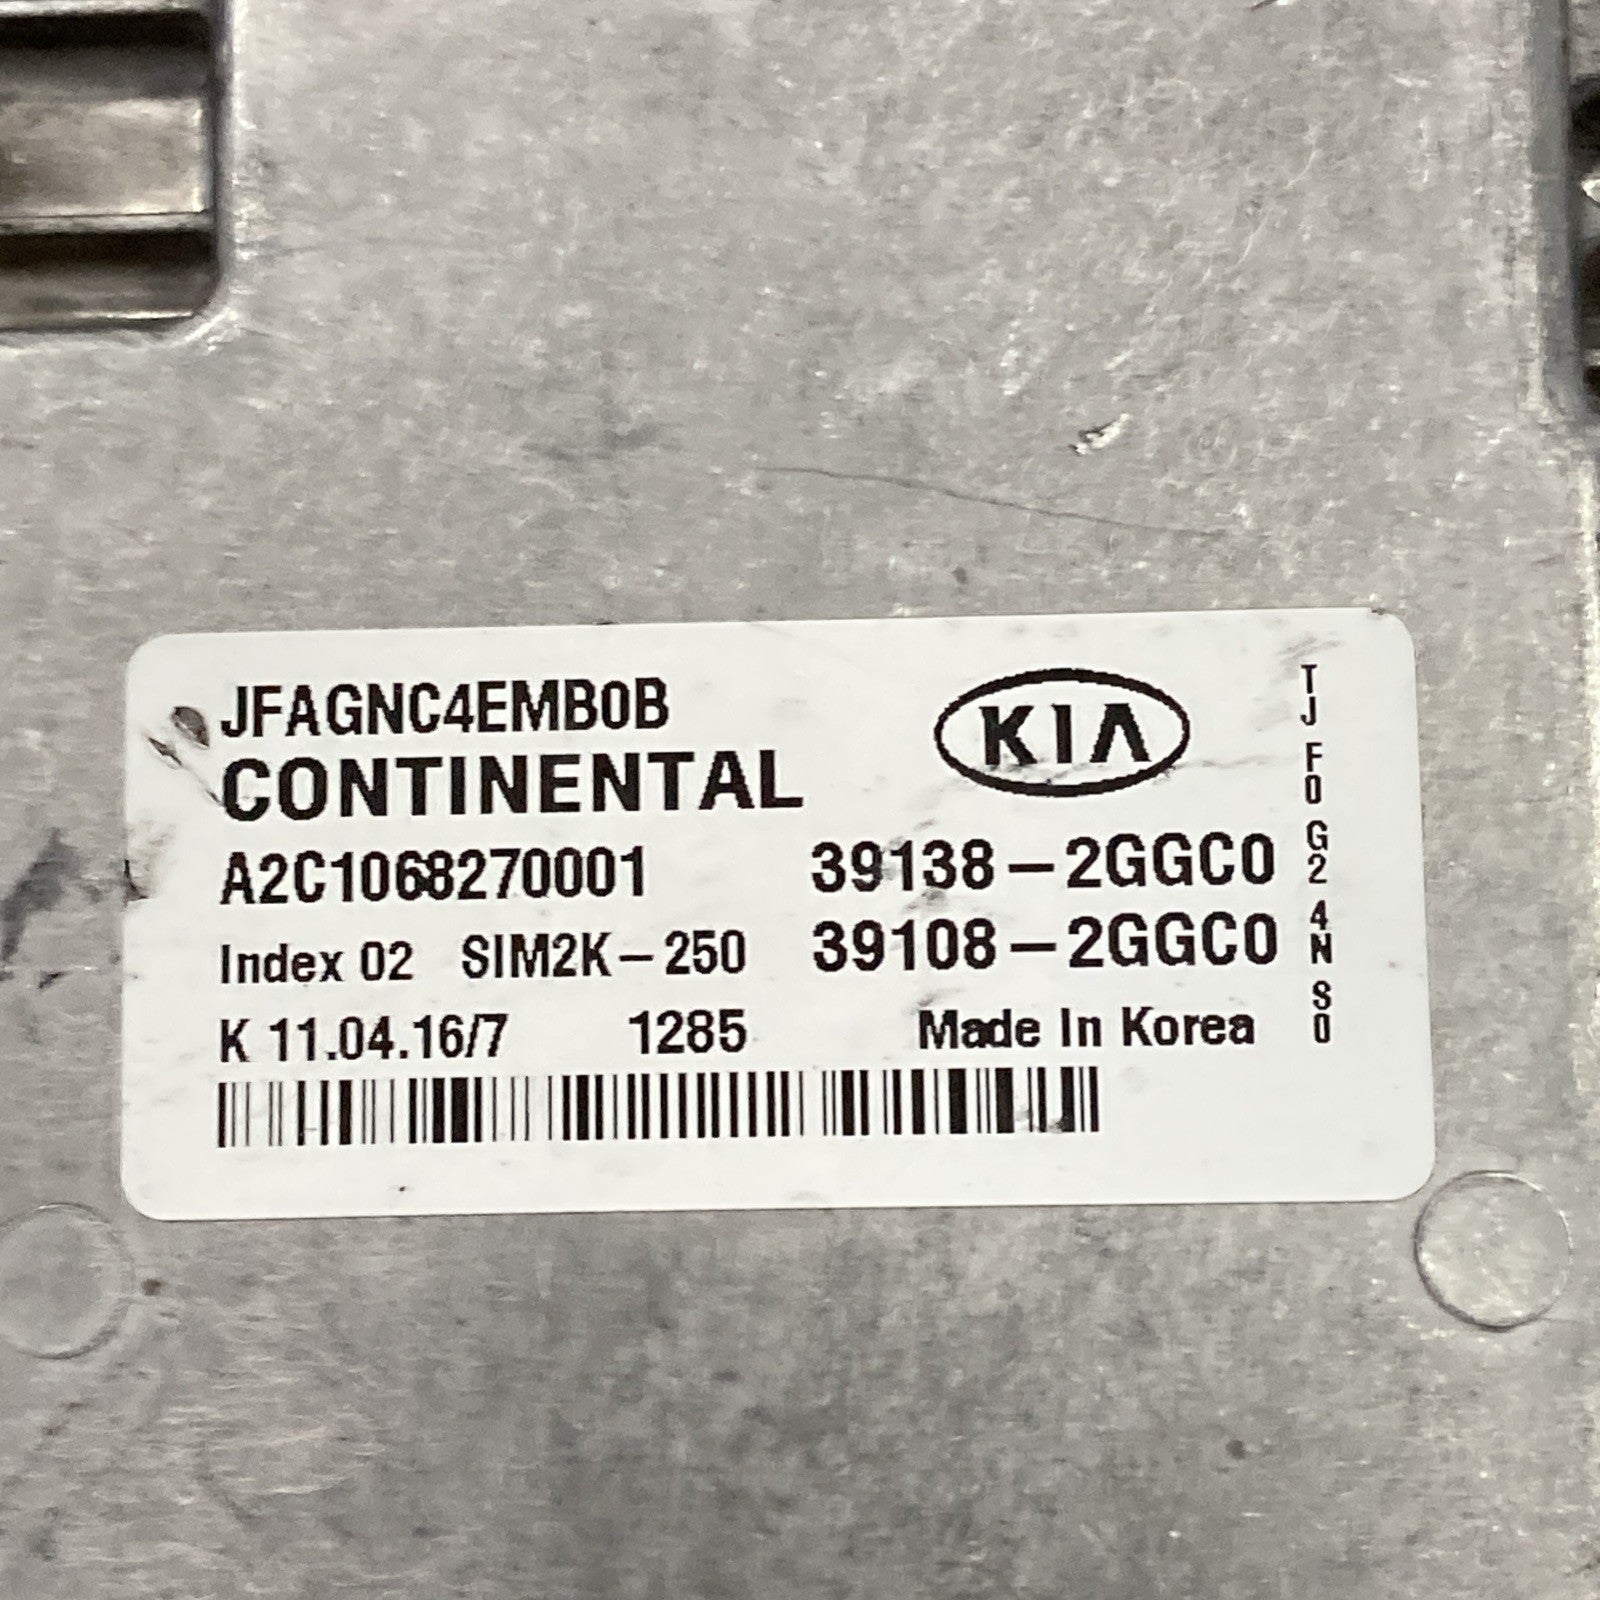 JFAGNC4EMB0B
KIA
CONTINENTAL
A2C1068270001 39138-2GGC0
Index 02 SIM2K-250 39108-2GGC0
K 11.04.16/7 1285 Made In Korea
TJ F0 G2 4N S0